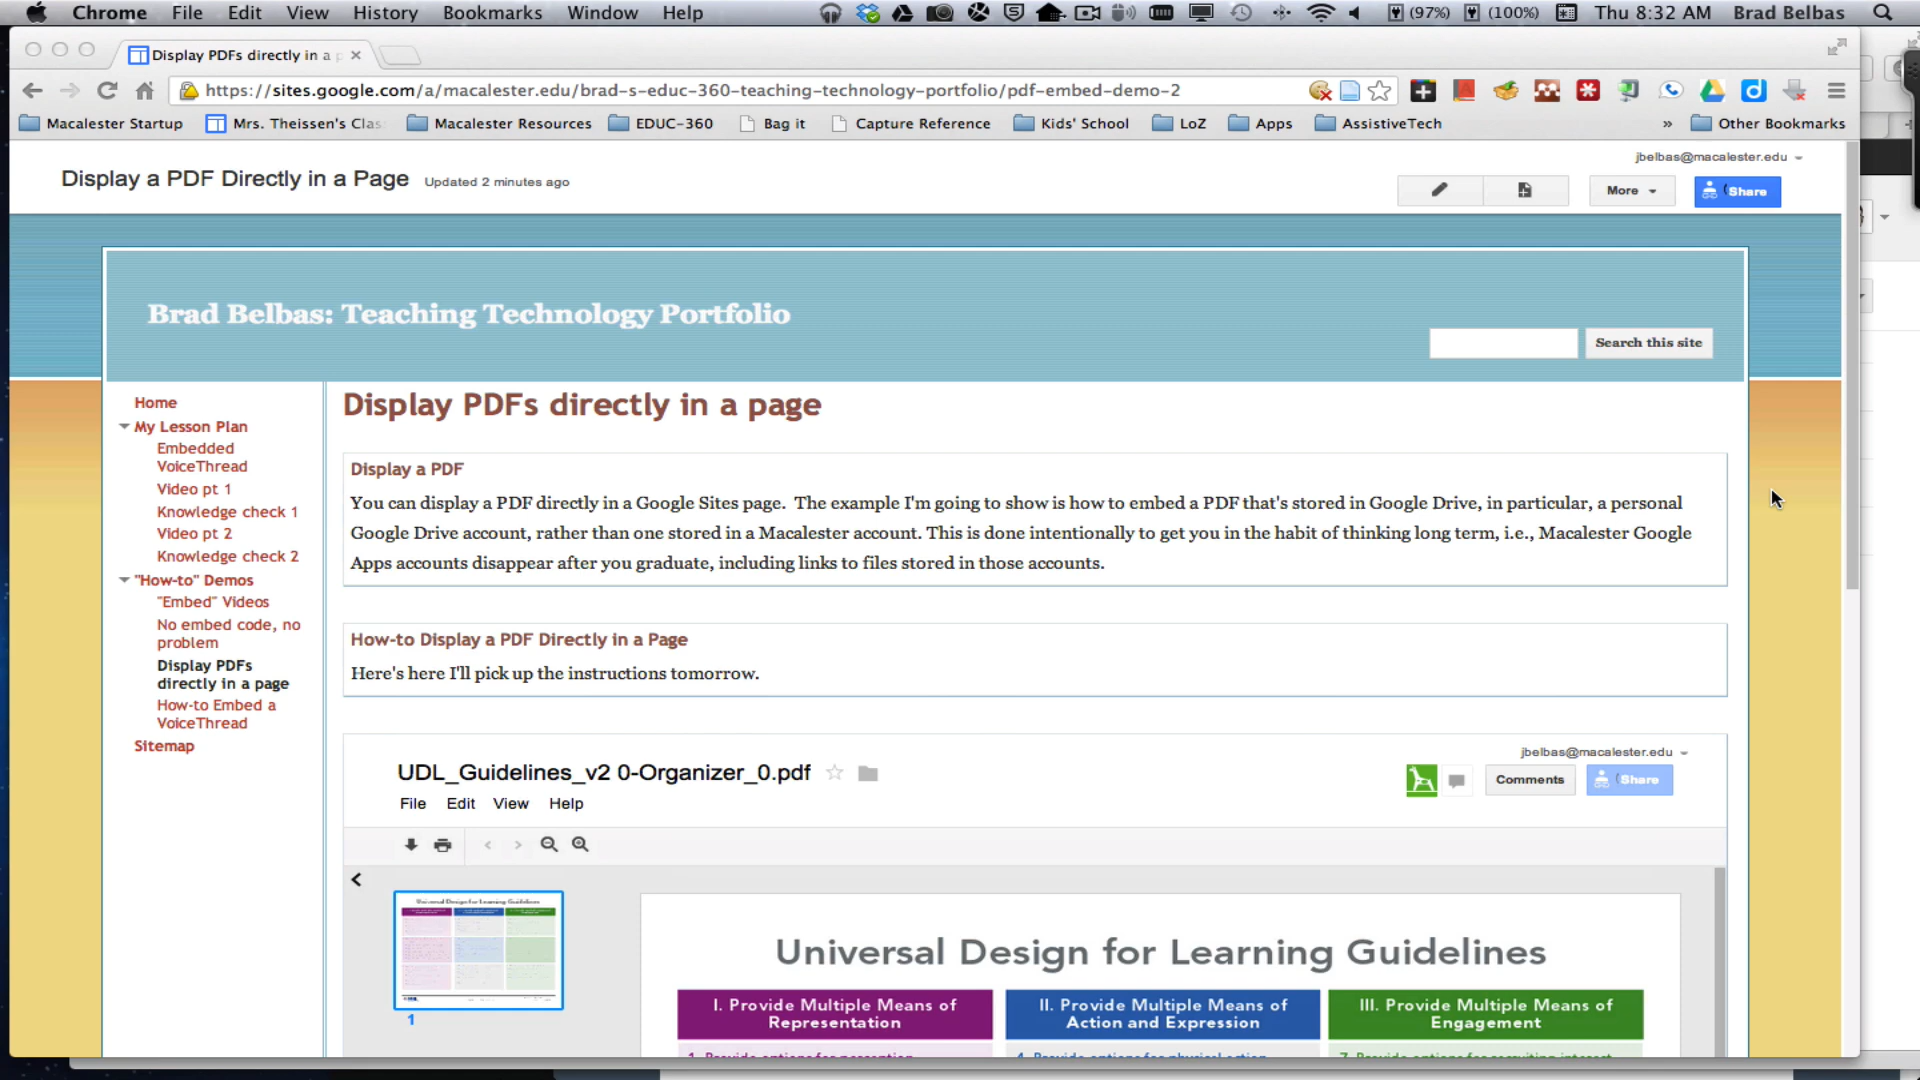 Chrome File Edit View History Bookmarks Window Help (97%) (100%) Thu 8:32 AM Brad Belbas
Display PDFs directly in a p
https://sites.google.com/a/macalester.edu/brad-s-educ-360-teaching-technology-portfolio/pdf-embed-demo-2
Macalester Startup Mrs. Theissen's Clas Macalester Resources EDUC-360 Bag it Capture Reference Kids' School LoZ Apps AssistiveTech » Other Bookmarks
jbelbas@macalester.edu
Display a PDF Directly in a Page Updated 2 minutes ago
More Share
Brad Belbas: Teaching Technology Portfolio
Search this site
Home
My Lesson Plan
Embedded
VoiceThread
Video pt 1
Knowledge check 1
Video pt 2
Knowledge check 2
"How-to" Demos
"Embed" Videos
No embed code, no
problem
Display PDFs
directly in a page
How-to Embed a
VoiceThread
Sitemap
Display PDFs directly in a page
Display a PDF
You can display a PDF directly in a Google Sites page. The example I'm going to show is how to embed a PDF that's stored in Google Drive, in particular, a personal
Google Drive account, rather than one stored in a Macalester account. This is done intentionally to get you in the habit of thinking long term, i.e., Macalester Google
Apps accounts disappear after you graduate, including links to files stored in those accounts.
How-to Display a PDF Directly in a Page
Here's here I'll pick up the instructions tomorrow.
jbelbas@macalester.edu
UDL_Guidelines_v2 0-Organizer_0.pdf
Comments Share
File Edit View Help
Universal Design for Learning Guidelines
1
Universal Design for Learning Guidelines
I. Provide Multiple Means of
Representation
II. Provide Multiple Means of
Action and Expression
III. Provide Multiple Means of
Engagement